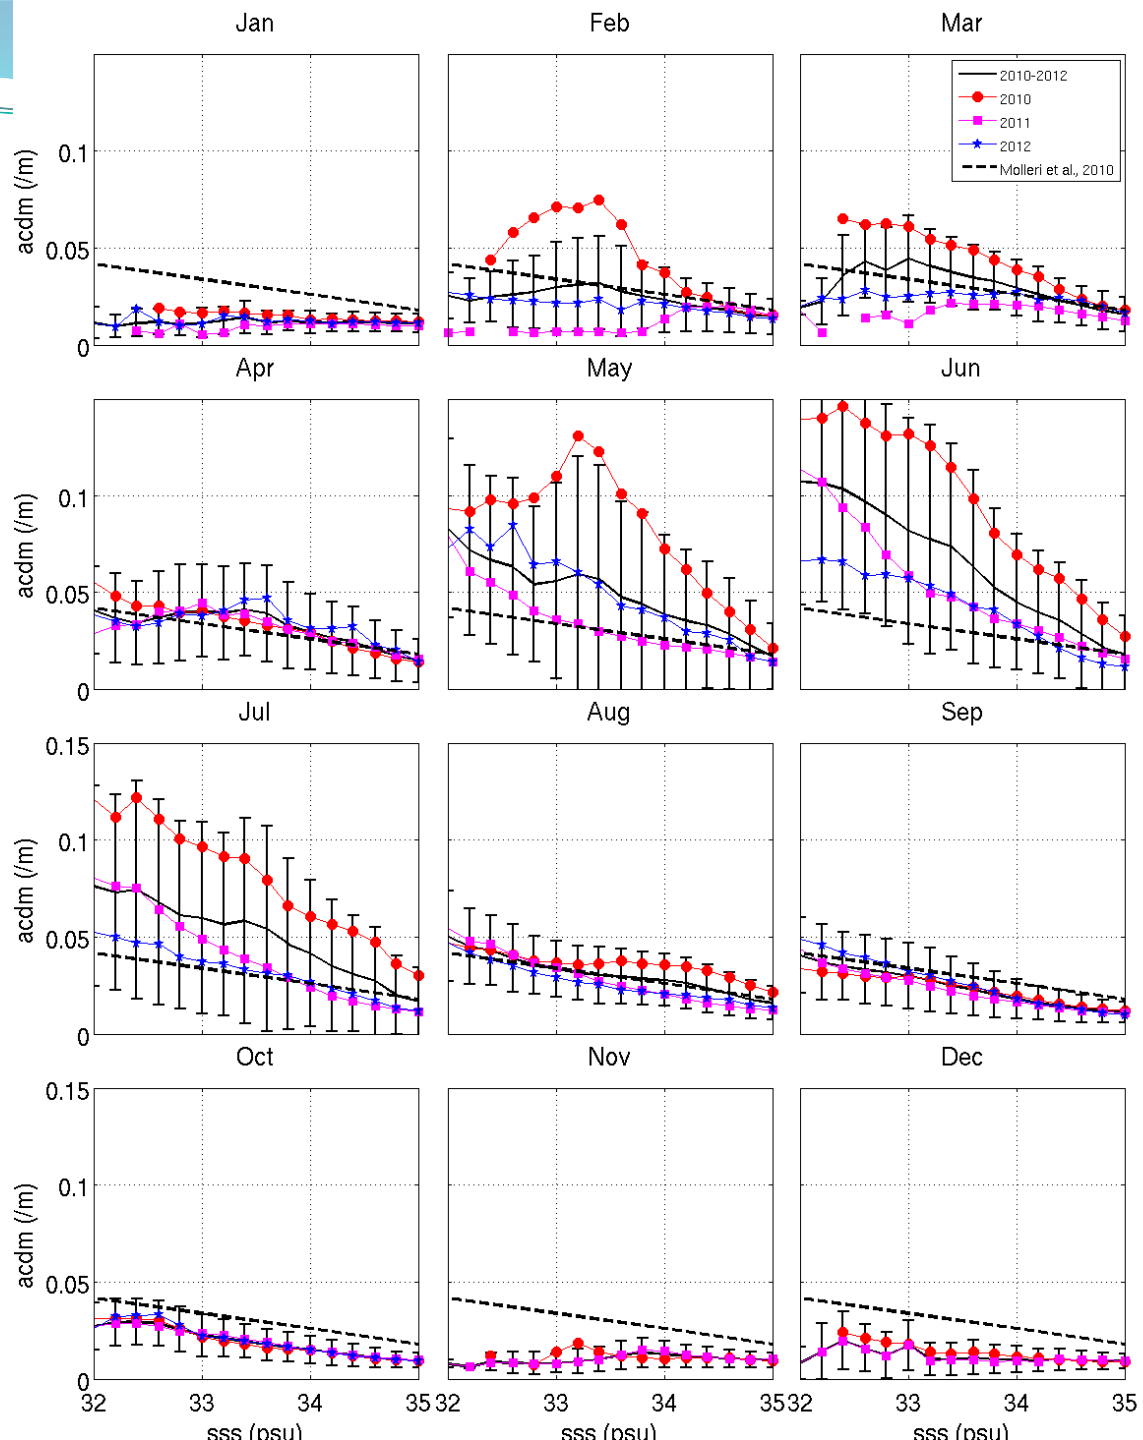 Jan Feb Mar
2010-2012
2010
2011
2012
Molleri et al., 2010
acdm (/m)
0.1
0.05
0
Apr May Jun
acdm (/m)
0.1
0.05
0
Jul Aug Sep
acdm (/m)
0.15
0.1
0.05
0
Oct Nov Dec
acdm (/m)
0.15
0.1
0.05
0
32 33 34 35 32 33 34 35 32 33 34 35
sss (psu) sss (psu) sss (psu)